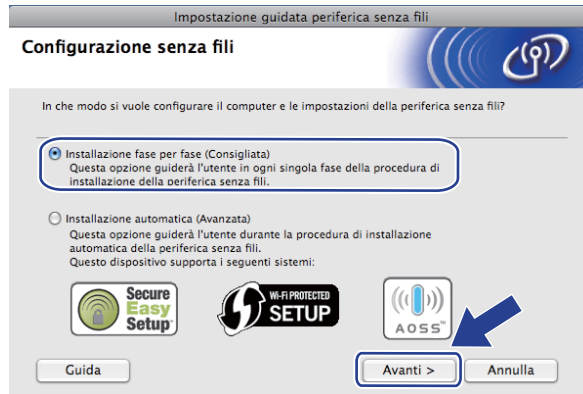 Impostazione guidata periferica senza fili
Configurazione senza fili
In che modo si vuole configurare il computer e le impostazioni della periferica senza fili?
Installazione fase per fase (Consigliata)
Questa opzione guiderà l'utente in ogni singola fase della procedura di
installazione della periferica senza fili.
Installazione automatica (Avanzata)
Questa opzione guiderà l'utente durante la procedura di installazione
automatica della periferica senza fili.
Questo dispositivo supporta i seguenti sistemi:
Secure
Easy
Setup
Wi-Fi PROTECTED
SETUP
AOSS™
Guida
Avanti >
Annulla